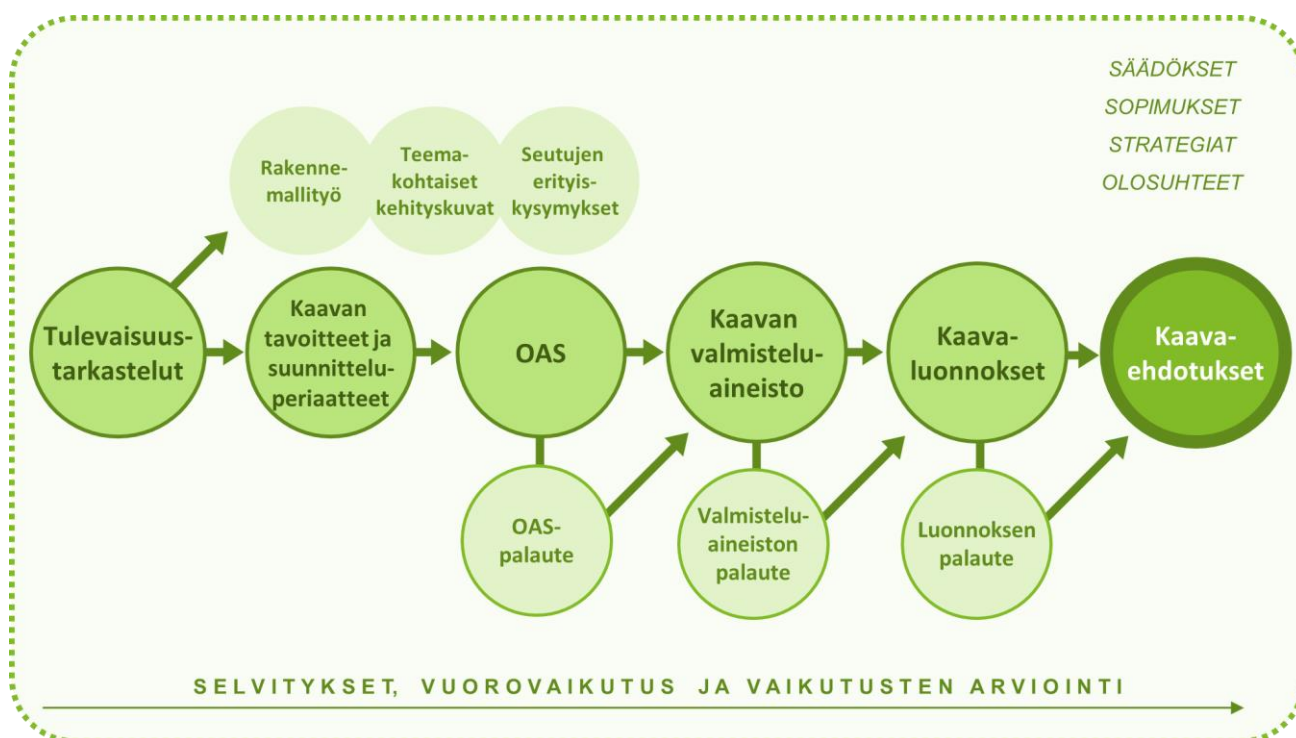 SÄÄDÖKSET
SOPIMUKSET
STRATEGIAT
OLOSUHTEET
Rakenne-
mallityö
Teema-
kohtaiset
kehityskuvat
Seutujen
erityis-
kysymykset
Tulevaisuus-
tarkastelut
Kaavan
tavoitteet ja
suunnittelu-
periaatteet
OAS
Kaavan
valmistelu-
aineisto
Kaava-
luonnokset
Kaava-
ehdotukset
OAS-
palaute
Valmistelu-
aineiston
palaute
Luonnoksen
palaute
SELVITYKSET, VUOROVAIKUTUS JA VAIKUTUSTEN ARVIOINTI